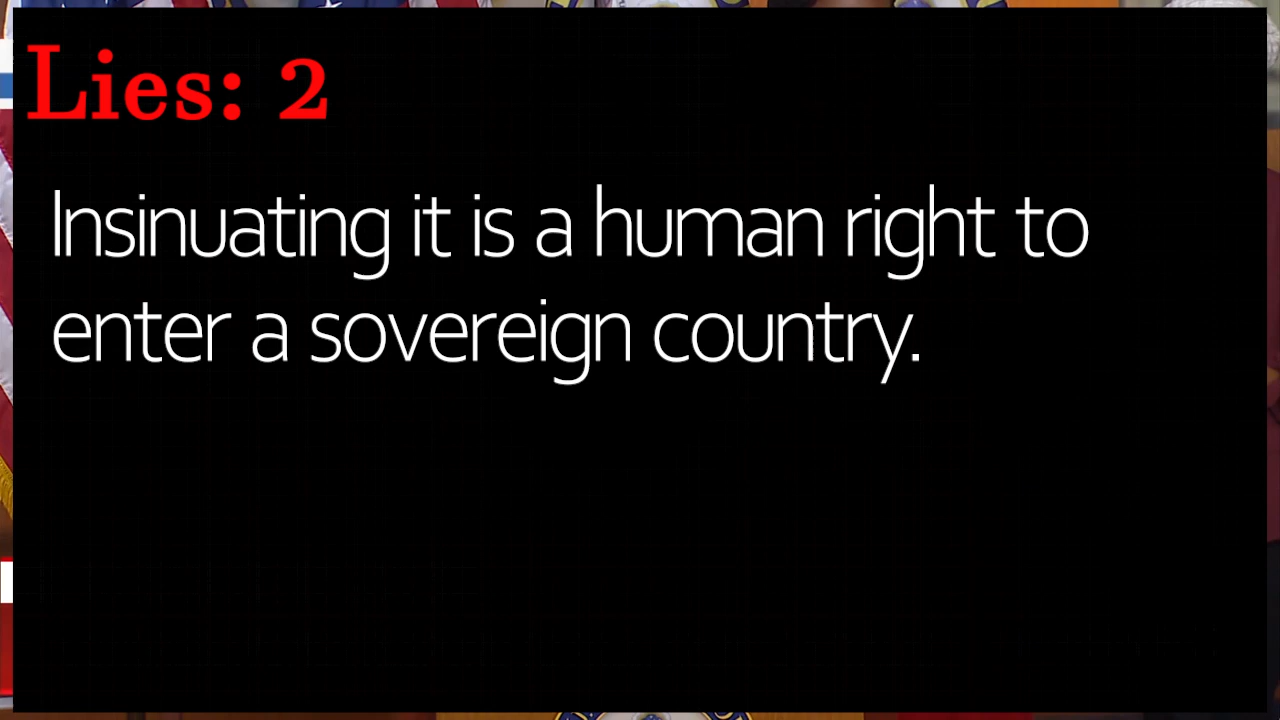 Lies: 2
Insinuating it is a human right to
enter a sovereign country.